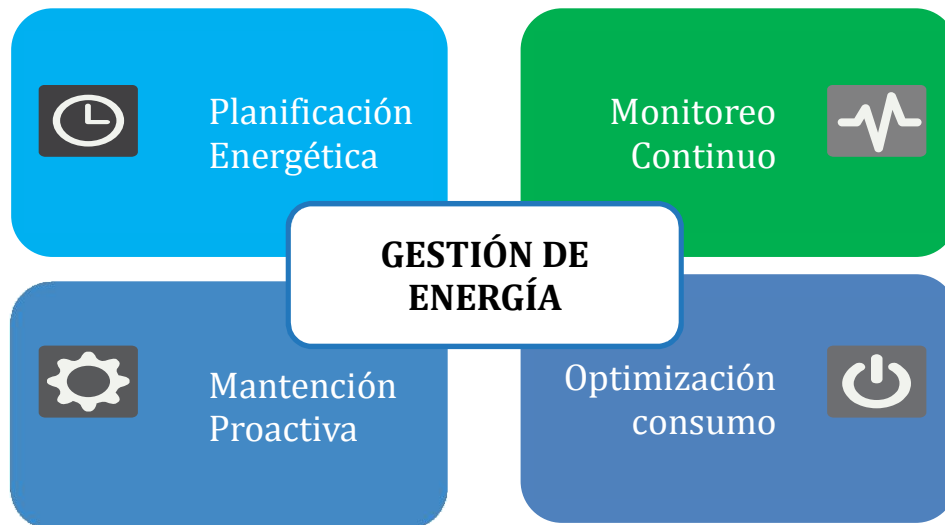 Planificación
Energética
Monitoreo
Continuo
GESTIÓN DE
ENERGÍA
Mantención
Proactiva
Optimización
consumo